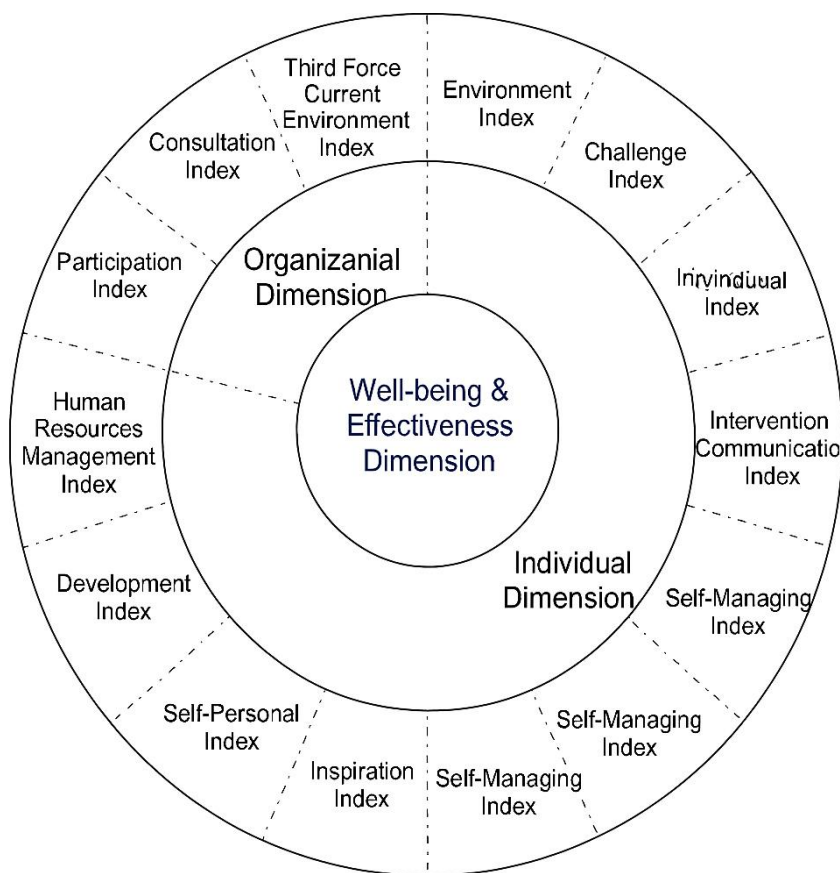 Third Force
Current
Environment
Index
Environment
Index
Consultation
Index
Challenge
Index
Participation
Index
Organizanial
Dimension
Index
Human
Resources
Management
Index
Well-being &
Effectiveness
Dimension
Intervention
Communicatio
Index
Development
Index
Individual
Dimension
Self-Managing
Index
Self-Personal
Index
Inspiration
Index
Self-Managing
Index
Self-Managing
Index